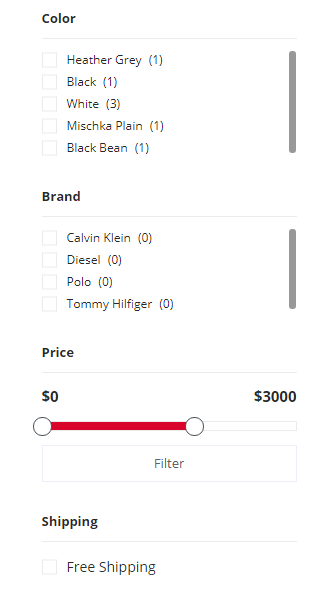 Color
Heather Grey (1)
Black (1)
White (3)
Mischka Plain (1)
Black Bean (1)
Brand
Calvin Klein (0)
Diesel (0)
Polo (0)
Tommy Hilfiger (0)
Price
$0 $3000
Filter
Shipping
Free Shipping